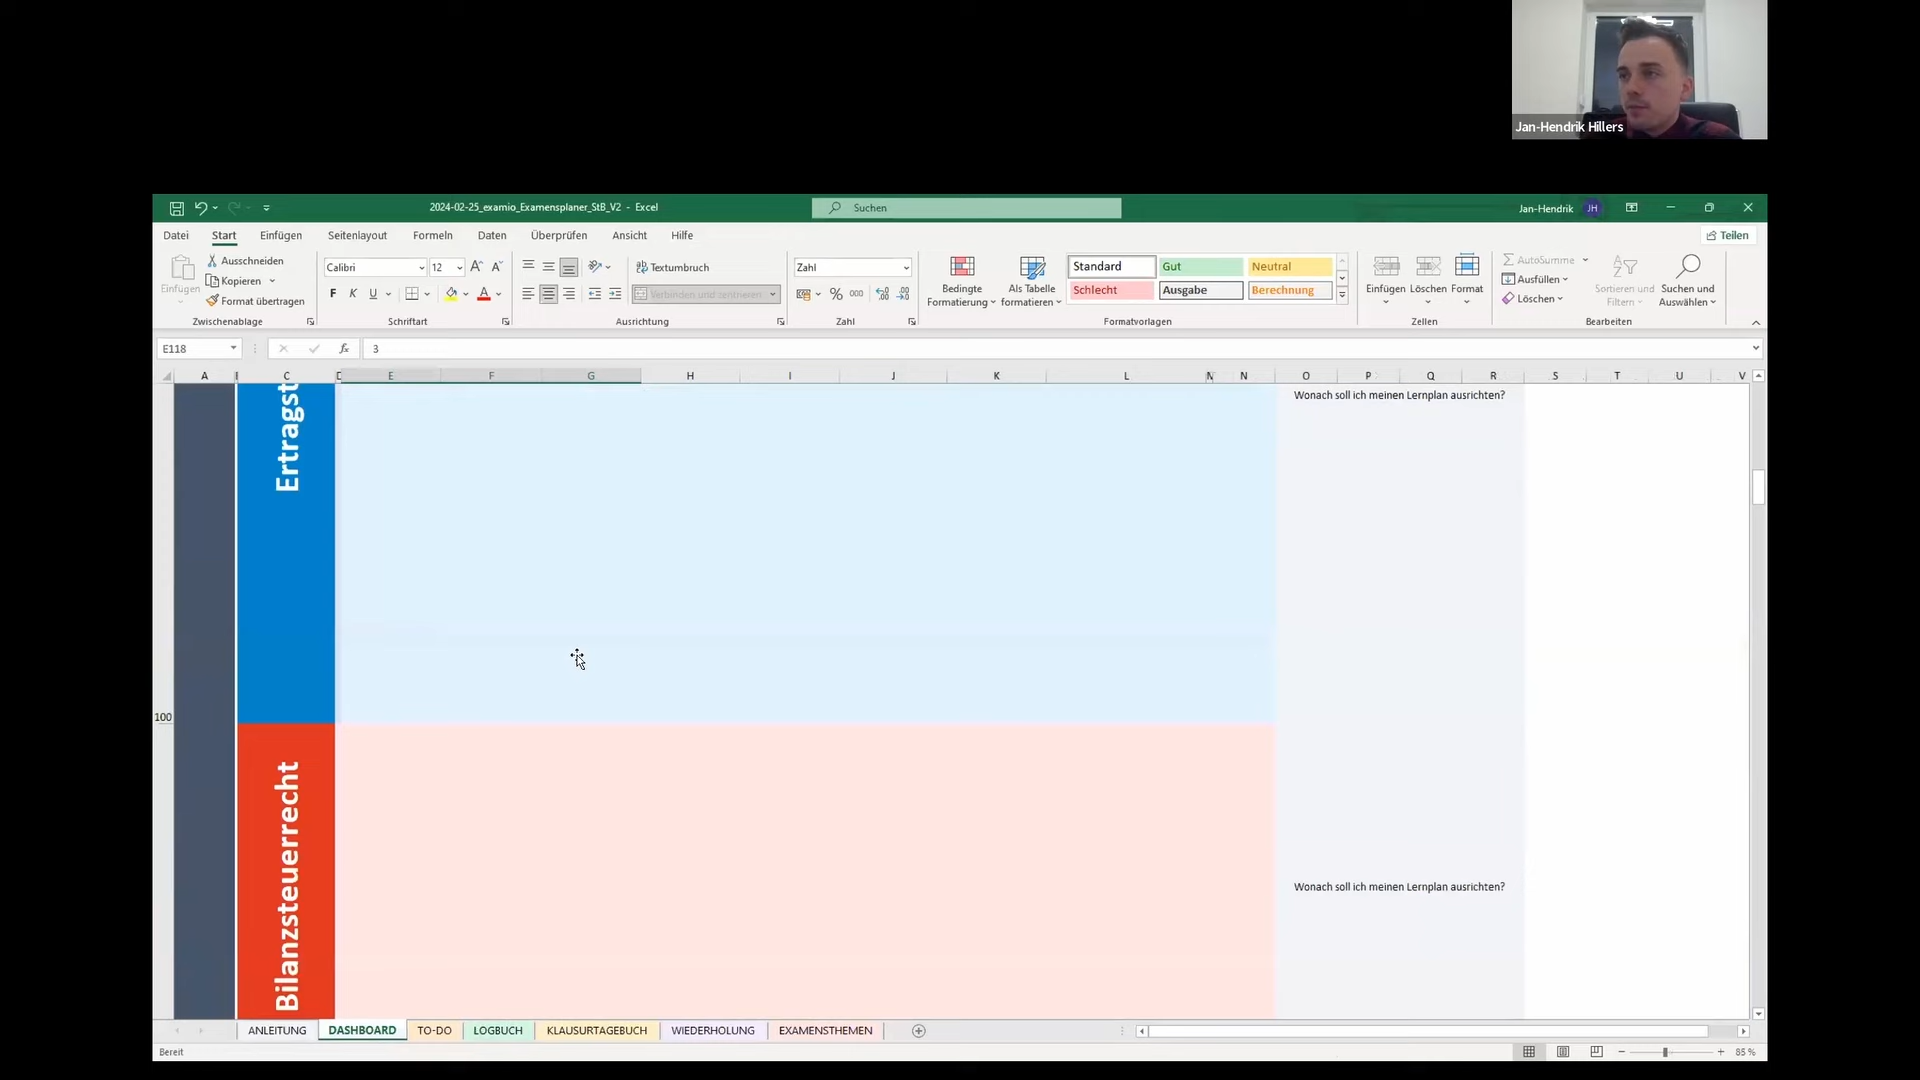 Jan-Hendrik Hillers
2024-02-25_examio_Examensplaner_StB_V2 - Excel
Suchen
Jan-Hendrik
JH
Datei
Start
Einfügen
Seitenlayout
Formeln
Daten
Überprüfen
Ansicht
Hilfe
Teilen
Einfügen
Ausschneiden
Kopieren
Format übertragen
Zwischenablage
Calibri
12
F K U
Schriftart
Textumbruch
Verbinden und zentrieren
Ausrichtung
Zahl
% 000
Zahl
Bedingte Formatierung
Als Tabelle formatieren
Standard
Gut
Neutral
Schlecht
Ausgabe
Berechnung
Formatvorlagen
Einfügen
Löschen
Format
Zellen
AutoSumme
Ausfüllen
Löschen
Sortieren und Filtern
Suchen und Auswählen
Bearbeiten
E118
fx
3
A C E F G H I J K L N O P Q R S T U V
Ertragst
Wonach soll ich meinen Lernplan ausrichten?
100
Bilanzsteuerrecht
Wonach soll ich meinen Lernplan ausrichten?
ANLEITUNG
DASHBOARD
TO-DO
LOGBUCH
KLAUSURTAGEBUCH
WIEDERHOLUNG
EXAMENSTHEMEN
Bereit
85 %